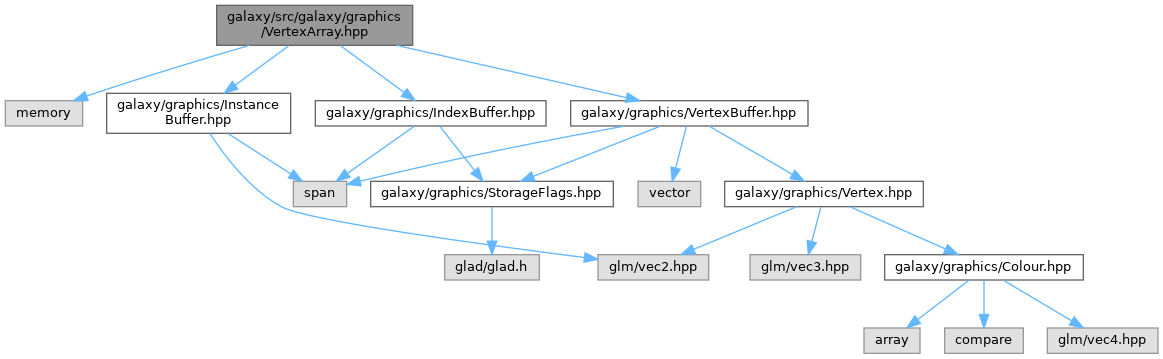 galaxy/src/galaxy/graphics
/VertexArray.hpp
memory
galaxy/graphics/Instance
Buffer.hpp
galaxy/graphics/IndexBuffer.hpp
galaxy/graphics/VertexBuffer.hpp
span
galaxy/graphics/StorageFlags.hpp
vector
galaxy/graphics/Vertex.hpp
glad/glad.h
glm/vec2.hpp
glm/vec3.hpp
galaxy/graphics/Colour.hpp
array
compare
glm/vec4.hpp